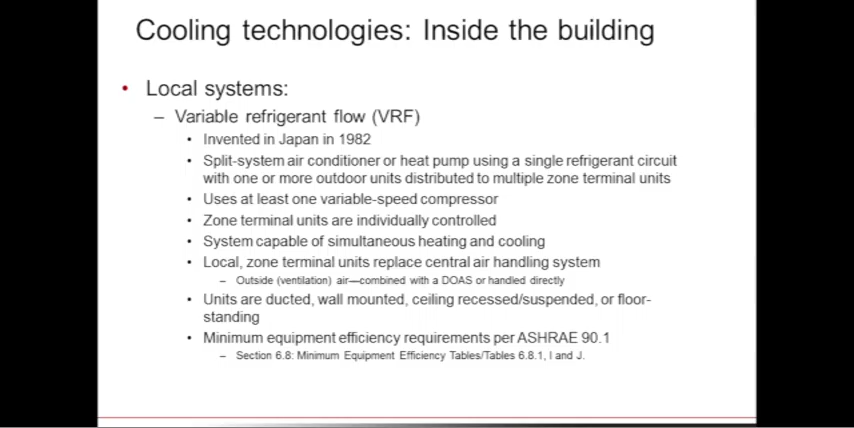 Cooling technologies: Inside the building
• Local systems:
– Variable refrigerant flow (VRF)
• Invented in Japan in 1982
• Split-system air conditioner or heat pump using a single refrigerant circuit
with one or more outdoor units distributed to multiple zone terminal units
• Uses at least one variable-speed compressor
• Zone terminal units are individually controlled
• System capable of simultaneous heating and cooling
• Local, zone terminal units replace central air handling system
– Outside (ventilation) air—combined with a DOAS or handled directly
• Units are ducted, wall mounted, ceiling recessed/suspended, or floor-
standing
• Minimum equipment efficiency requirements per ASHRAE 90.1
– Section 6.8: Minimum Equipment Efficiency Tables/Tables 6.8.1, I and J.